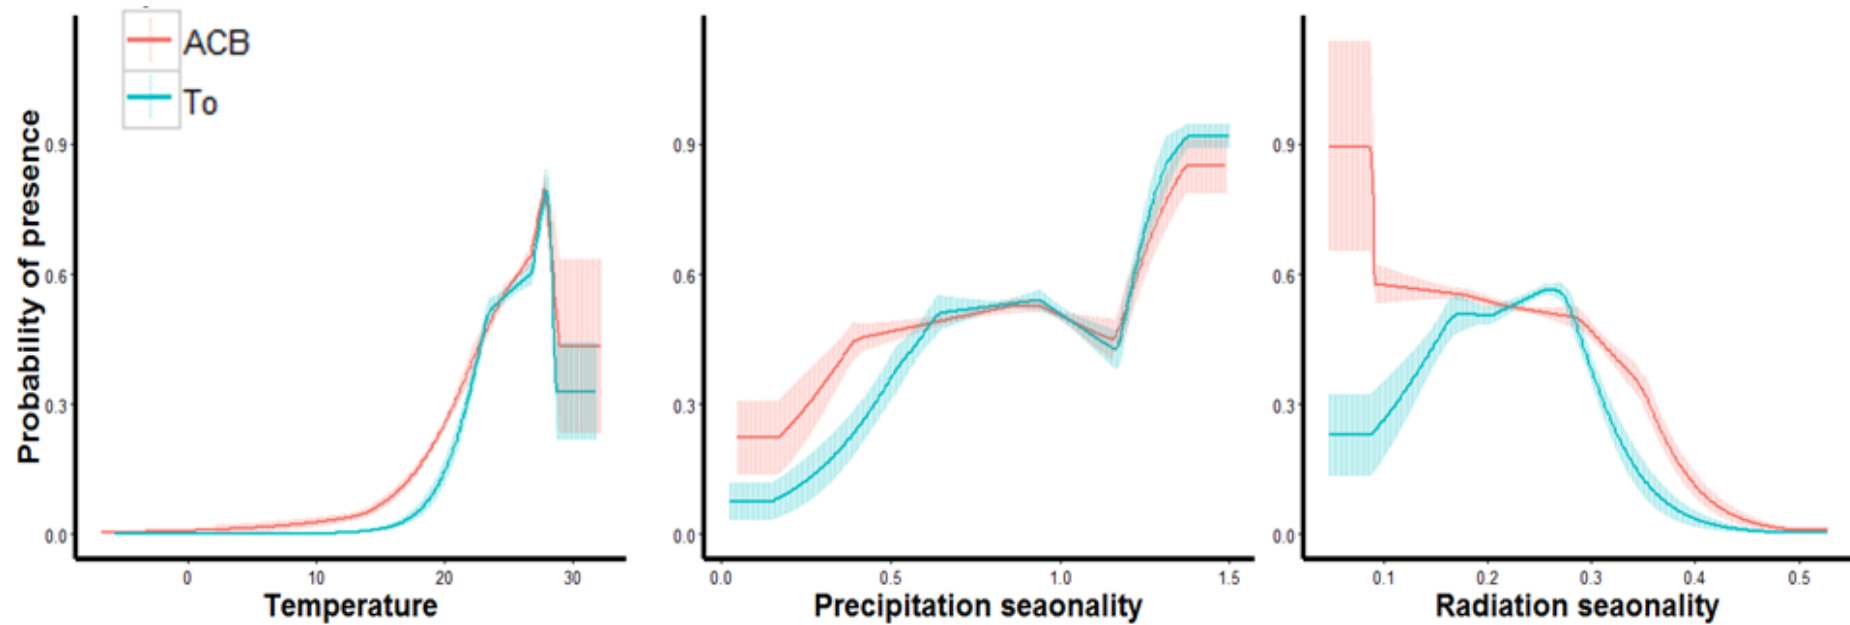 ACB
To
Probability of presence
0.9
0.6
0.3
0.0
0 10 20 30
Temperature
0.9
0.6
0.3
0.0
0.0 0.5 1.0 1.5
Precipitation seaonality
0.9
0.6
0.3
0.0
0.1 0.2 0.3 0.4 0.5
Radiation seaonality